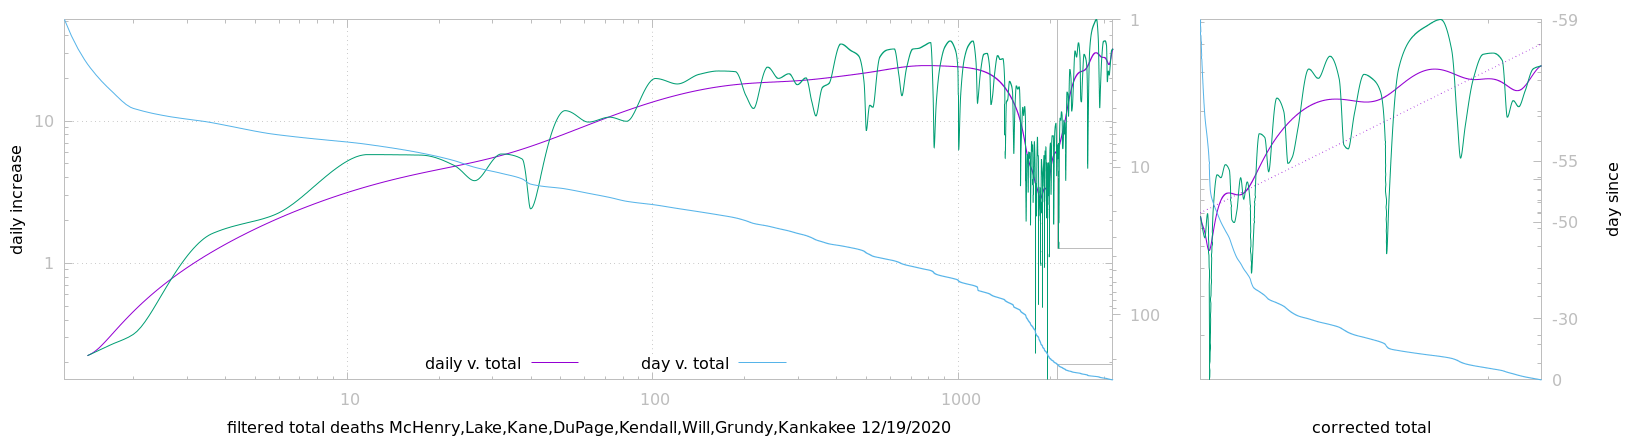 1
-59
10
daily increase
10
-55
-50
day since
1
100
-30
daily v. total
day v. total
0
10
100
1000
filtered total deaths McHenry,Lake,Kane,DuPage,Kendall,Will,Grundy,Kankakee 12/19/2020
corrected total